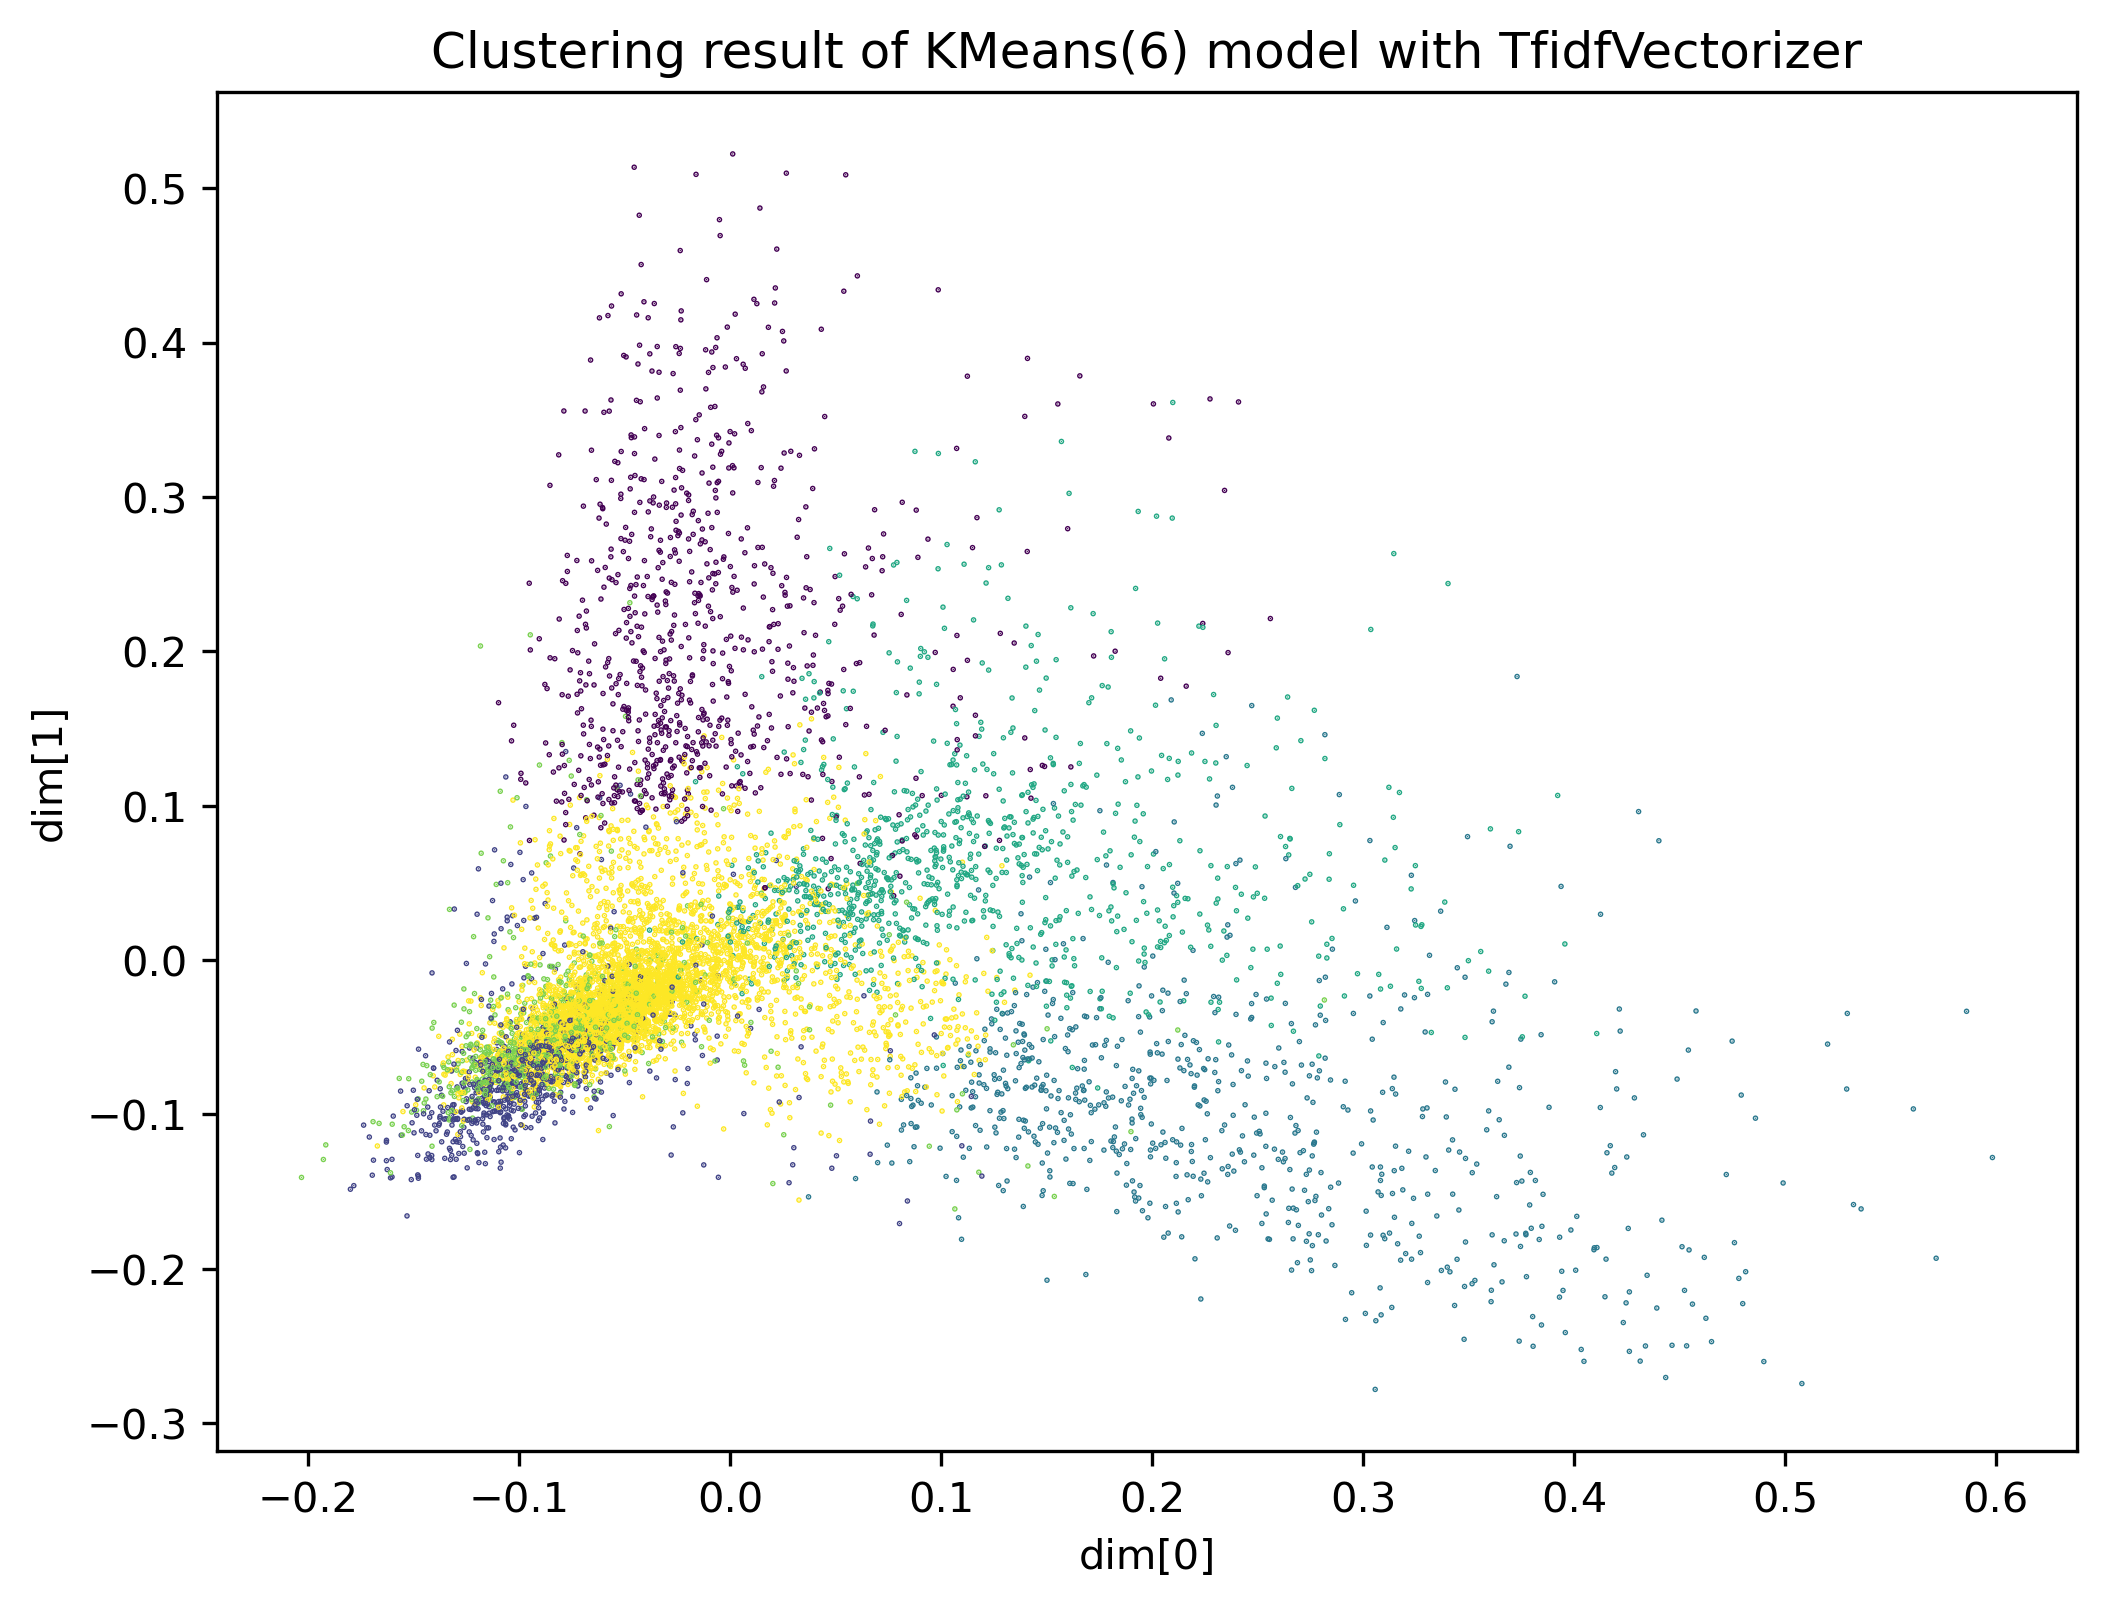 Clustering result of KMeans(6) model with TfidfVectorizer
0.5
0.4
0.3
0.2
0.1
0.0
−0.1
−0.2
−0.3
dim[1]
−0.2 −0.1 0.0 0.1 0.2 0.3 0.4 0.5 0.6
dim[0]